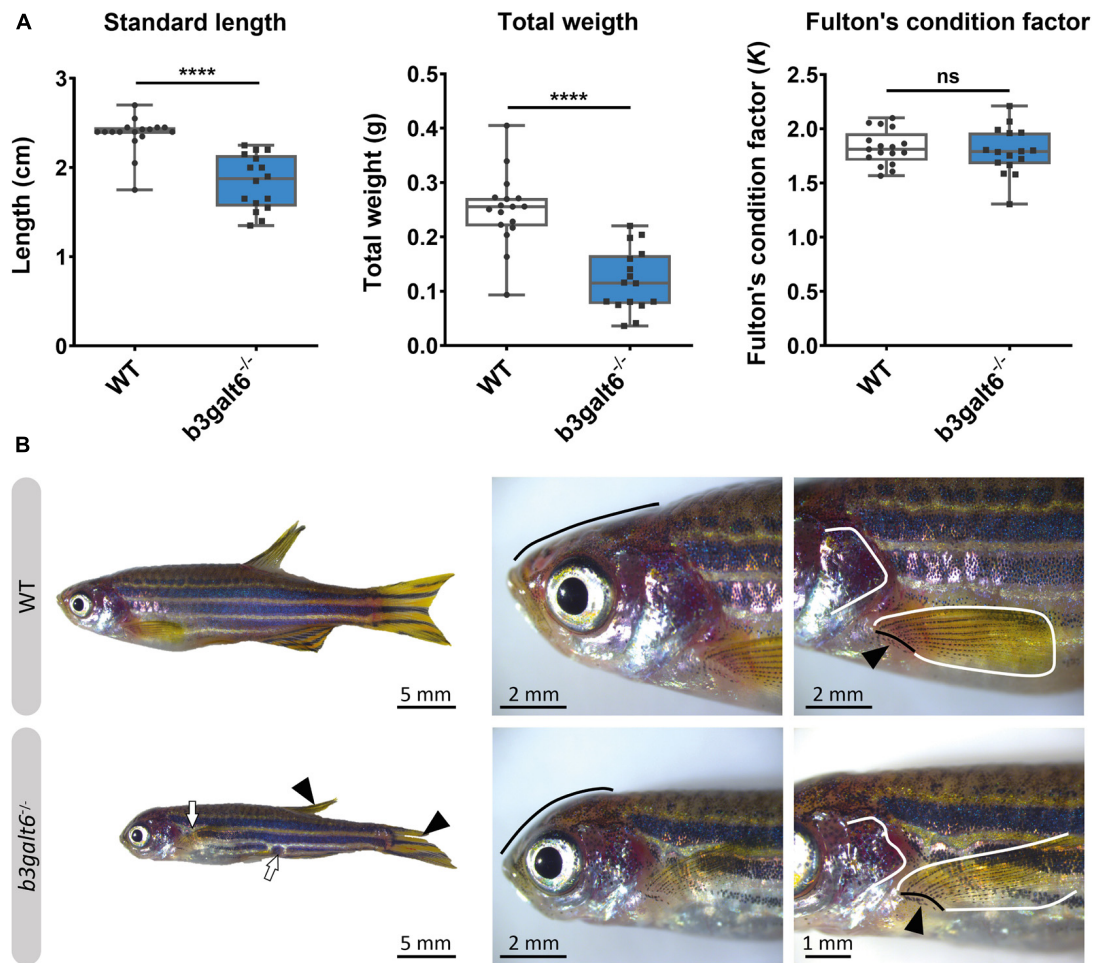 A
Standard length
Total weigth
Fulton's condition factor
****
****
ns
Length (cm)
3
2
1
0
WT
b3galt6-/-
Total weight (g)
0.5
0.4
0.3
0.2
0.1
0.0
WT
b3galt6-/-
Fulton's condition factor (K)
2.5
2.0
1.5
1.0
0.5
0.0
WT
b3galt6-/-
B
WT
5 mm
2 mm
2 mm
b3galt6-/-
5 mm
2 mm
1 mm